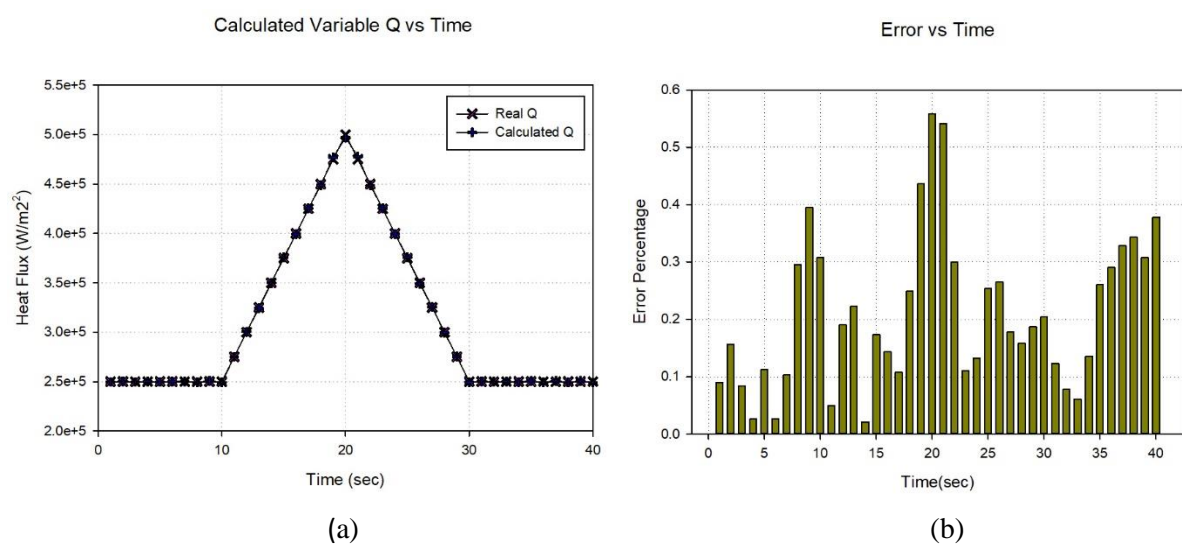 Calculated Variable Q vs Time
5.5e+5
5.0e+5
4.5e+5
4.0e+5
3.5e+5
3.0e+5
2.5e+5
2.0e+5
Heat Flux (W/m2²)
Real Q
Calculated Q
0
10
20
30
40
Time (sec)
(a)
Error vs Time
0.6
0.5
0.4
0.3
0.2
0.1
0.0
Error Percentage
0
5
10
15
20
25
30
35
40
Time(sec)
(b)